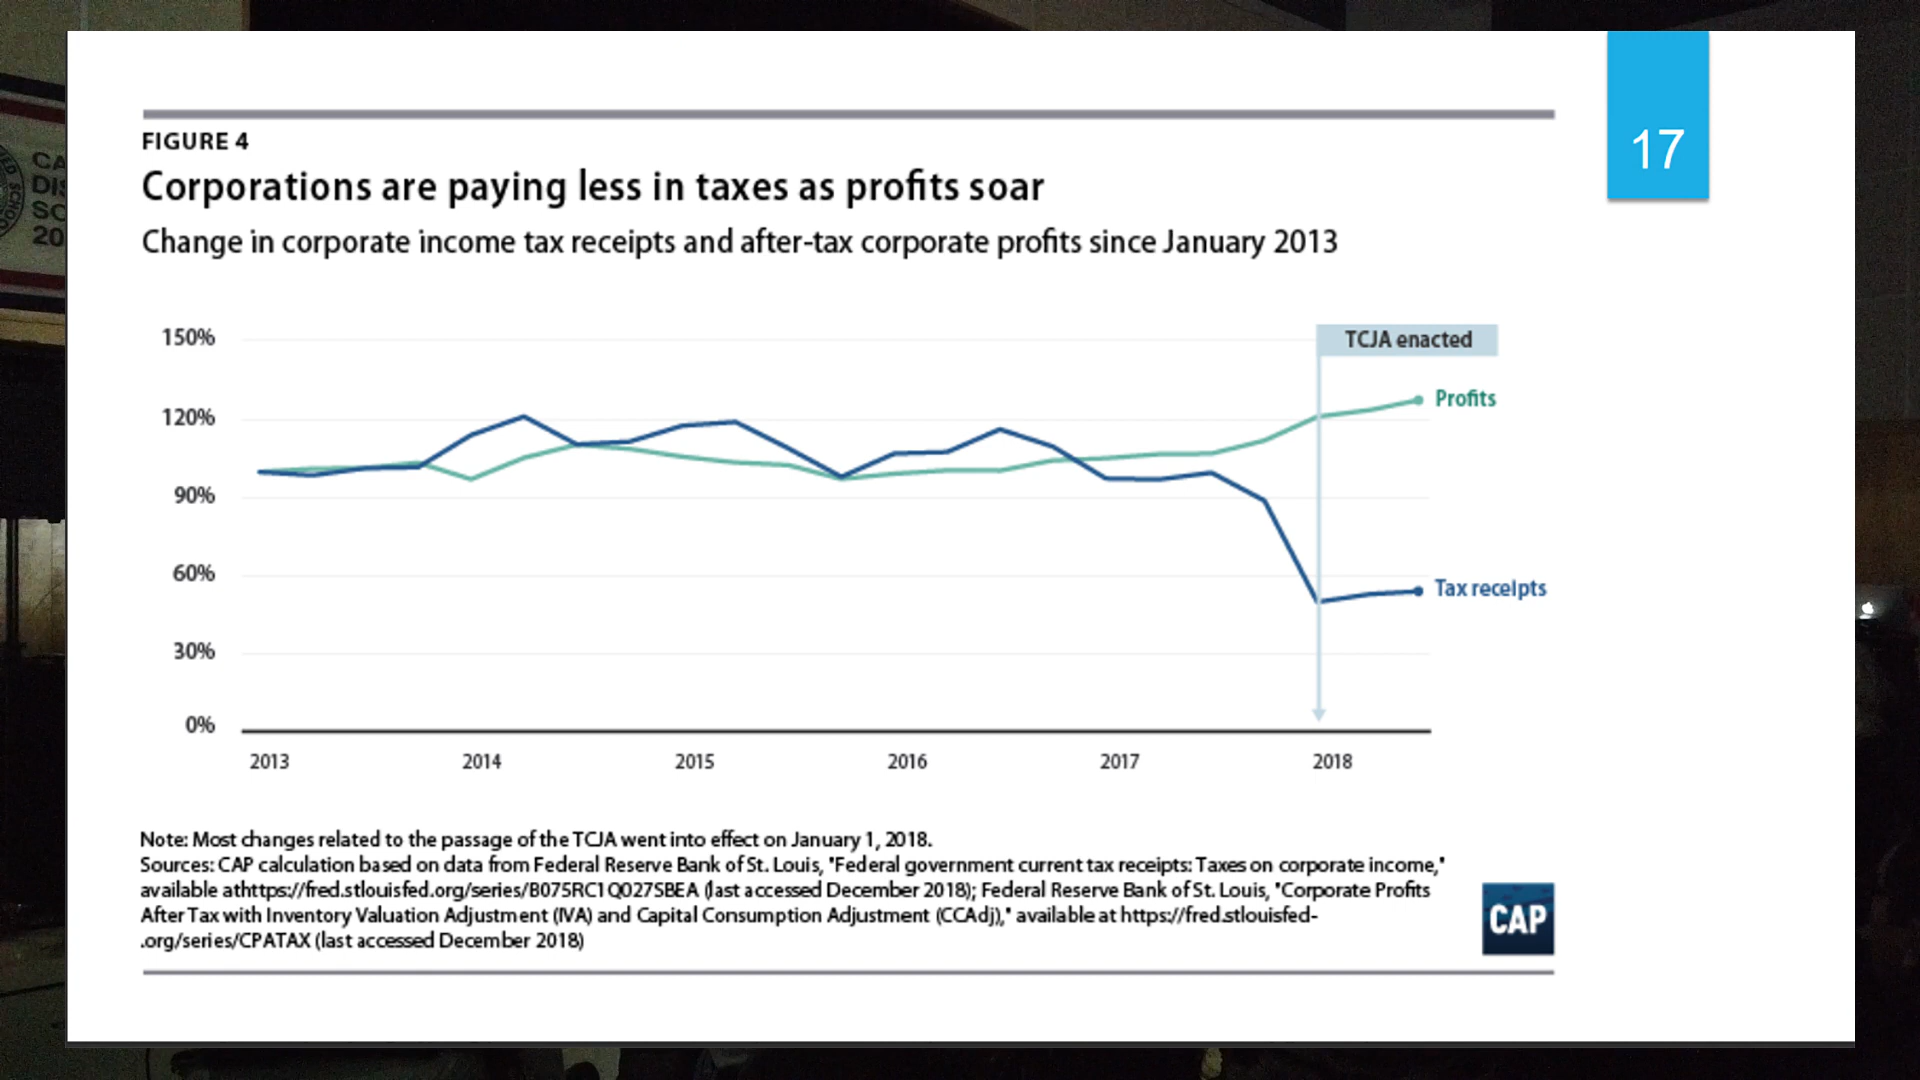 17
FIGURE 4
Corporations are paying less in taxes as profits soar
Change in corporate income tax receipts and after-tax corporate profits since January 2013
150%
120%
90%
60%
30%
0%
TCJA enacted
Profits
Tax receipts
2013 2014 2015 2016 2017 2018
Note: Most changes related to the passage of the TCJA went into effect on January 1, 2018.
Sources: CAP calculation based on data from Federal Reserve Bank of St. Louis, "Federal government current tax receipts: Taxes on corporate income,"
available athttps://fred.stlouisfed.org/series/B075RC1Q027SBEA (last accessed December 2018); Federal Reserve Bank of St. Louis, "Corporate Profits
After Tax with Inventory Valuation Adjustment (IVA) and Capital Consumption Adjustment (CCAdj)," available at https://fred.stlouisfed-
.org/series/CPATAX (last accessed December 2018)
CAP
CA
DIS
SC
20